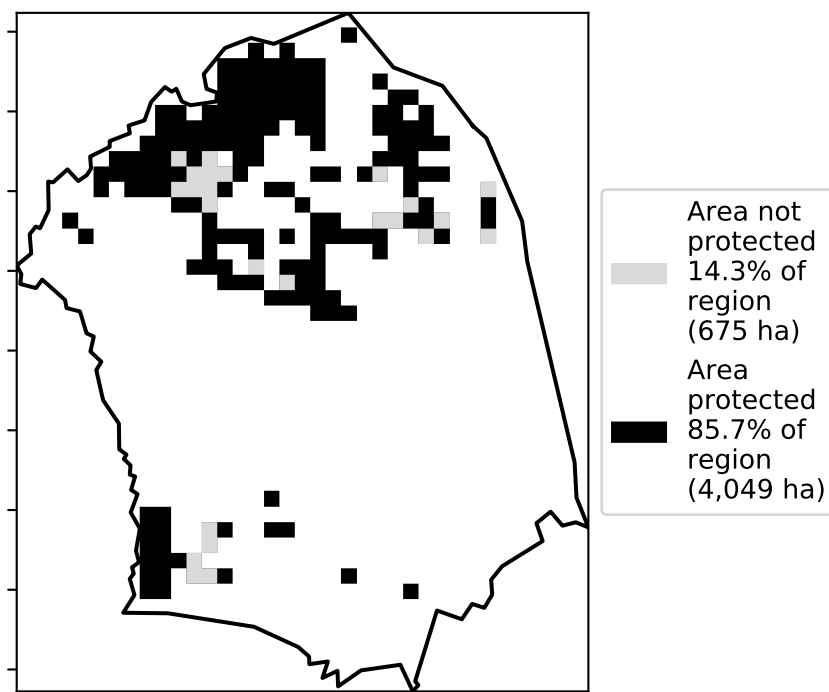 Area not
protected
14.3% of
region
(675 ha)
Area
protected
85.7% of
region
(4,049 ha)